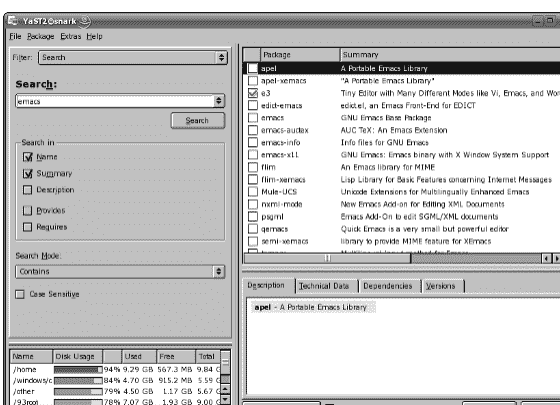 YaST2@snark
File Package Extras Help
Filter: Search
Search:
emacs
Search
Search in
Name
Summary
Description
Provides
Requires
Search Mode:
Contains
Case Sensitive
Name Disk Usage Used Free Total
/home 94% 9.29 GB 567.3 MB 9.84 G
/windows/c 84% 4.70 GB 915.2 MB 5.59 G
/other 79% 4.50 GB 1.17 GB 5.67 G
/93root 78% 7.07 GB 1.93 GB 9.00 G
Package Summary
apel A Portable Emacs Library
apel-xemacs "A Portable Emacs Library"
e3 Tiny Editor with Many Different Modes like Vi, Emacs, and Wor
edict-emacs edict.el, an Emacs Front-End for EDICT
emacs GNU Emacs Base Package
emacs-auctex AUC TeX: An Emacs Extension
emacs-info Info files for GNU Emacs
emacs-x11 GNU Emacs: Emacs binary with X Window System Support
flim An Emacs library for MIME
flim-xemacs Lisp Library for Basic Features concerning Internet Messages
Mule-UCS Unicode Extensions for Multilingually Enhanced Emacs
nxml-mode New Emacs Add-on for Editing XML Documents
psgml Emacs Add-On to edit SGML/XML documents
qemacs Quick Emacs is a very small but powerful editor
semi-xemacs library to provide MIME feature for XEmacs
Description Technical Data Dependencies Versions
apel - A Portable Emacs Library